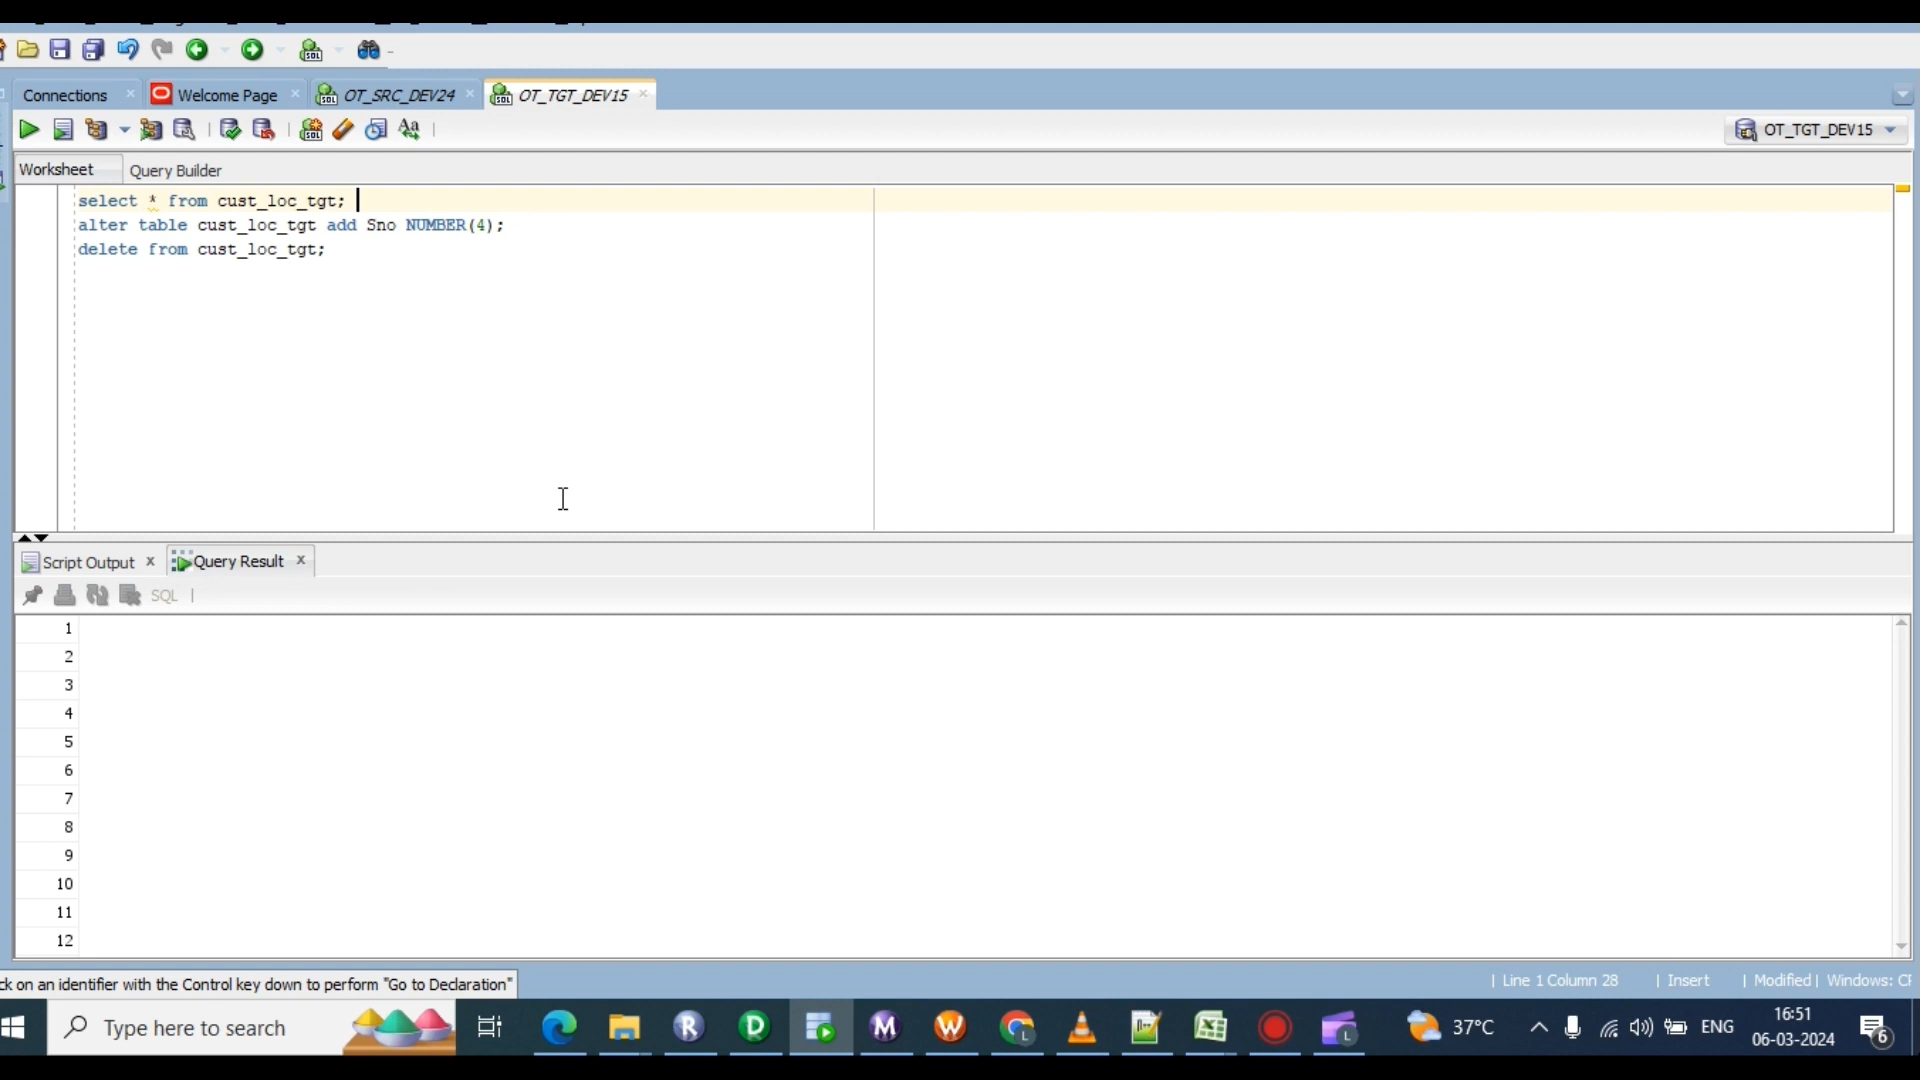 Connections
Welcome Page
OT_SRC_DEV24
OT_TGT_DEV15
OT_TGT_DEV15
Worksheet
Query Builder
select * from cust_loc_tgt;
alter table cust_loc_tgt add Sno NUMBER(4);
delete from cust_loc_tgt;
Script Output
Query Result
SQL
1
2
3
4
5
6
7
8
9
10
11
12
ck on an identifier with the Control key down to perform "Go to Declaration"
Line 1 Column 28
Insert
Modified
Windows: CR
Type here to search
37°C
ENG
16:51
06-03-2024
6